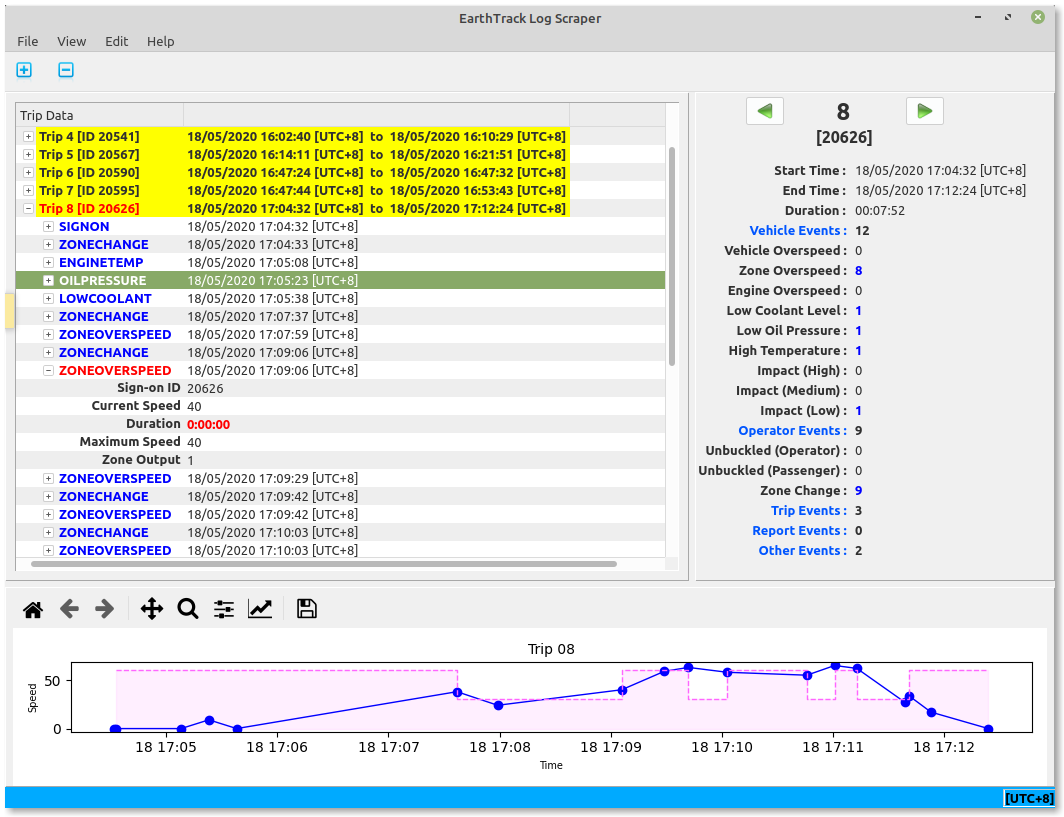 EarthTrack Log Scraper
File View Edit Help
Trip Data
Trip 4 [ID 20541] 18/05/2020 16:02:40 [UTC+8] to 18/05/2020 16:10:29 [UTC+8]
Trip 5 [ID 20567] 18/05/2020 16:14:11 [UTC+8] to 18/05/2020 16:21:51 [UTC+8]
Trip 6 [ID 20590] 18/05/2020 16:47:24 [UTC+8] to 18/05/2020 16:47:32 [UTC+8]
Trip 7 [ID 20595] 18/05/2020 16:47:44 [UTC+8] to 18/05/2020 16:53:43 [UTC+8]
Trip 8 [ID 20626] 18/05/2020 17:04:32 [UTC+8] to 18/05/2020 17:12:24 [UTC+8]
SIGNON 18/05/2020 17:04:32 [UTC+8]
ZONECHANGE 18/05/2020 17:04:33 [UTC+8]
ENGINETEMP 18/05/2020 17:05:08 [UTC+8]
OILPRESSURE 18/05/2020 17:05:23 [UTC+8]
LOWCOOLANT 18/05/2020 17:05:38 [UTC+8]
ZONECHANGE 18/05/2020 17:07:37 [UTC+8]
ZONEOVERSPEED 18/05/2020 17:07:59 [UTC+8]
ZONECHANGE 18/05/2020 17:09:06 [UTC+8]
ZONEOVERSPEED 18/05/2020 17:09:06 [UTC+8]
Sign-on ID 20626
Current Speed 40
Duration 0:00:00
Maximum Speed 40
Zone Output 1
ZONEOVERSPEED 18/05/2020 17:09:29 [UTC+8]
ZONECHANGE 18/05/2020 17:09:42 [UTC+8]
ZONEOVERSPEED 18/05/2020 17:09:42 [UTC+8]
ZONECHANGE 18/05/2020 17:10:03 [UTC+8]
ZONEOVERSPEED 18/05/2020 17:10:03 [UTC+8]
8
[20626]
Start Time : 18/05/2020 17:04:32 [UTC+8]
End Time : 18/05/2020 17:12:24 [UTC+8]
Duration : 00:07:52
Vehicle Events : 12
Vehicle Overspeed : 0
Zone Overspeed : 8
Engine Overspeed : 0
Low Coolant Level : 1
Low Oil Pressure : 1
High Temperature : 1
Impact (High) : 0
Impact (Medium) : 0
Impact (Low) : 1
Operator Events : 9
Unbuckled (Operator) : 0
Unbuckled (Passenger) : 0
Zone Change : 9
Trip Events : 3
Report Events : 0
Other Events : 2
Trip 08
Speed
50
0
18 17:05 18 17:06 18 17:07 18 17:08 18 17:09 18 17:10 18 17:11 18 17:12
Time
[UTC+8]